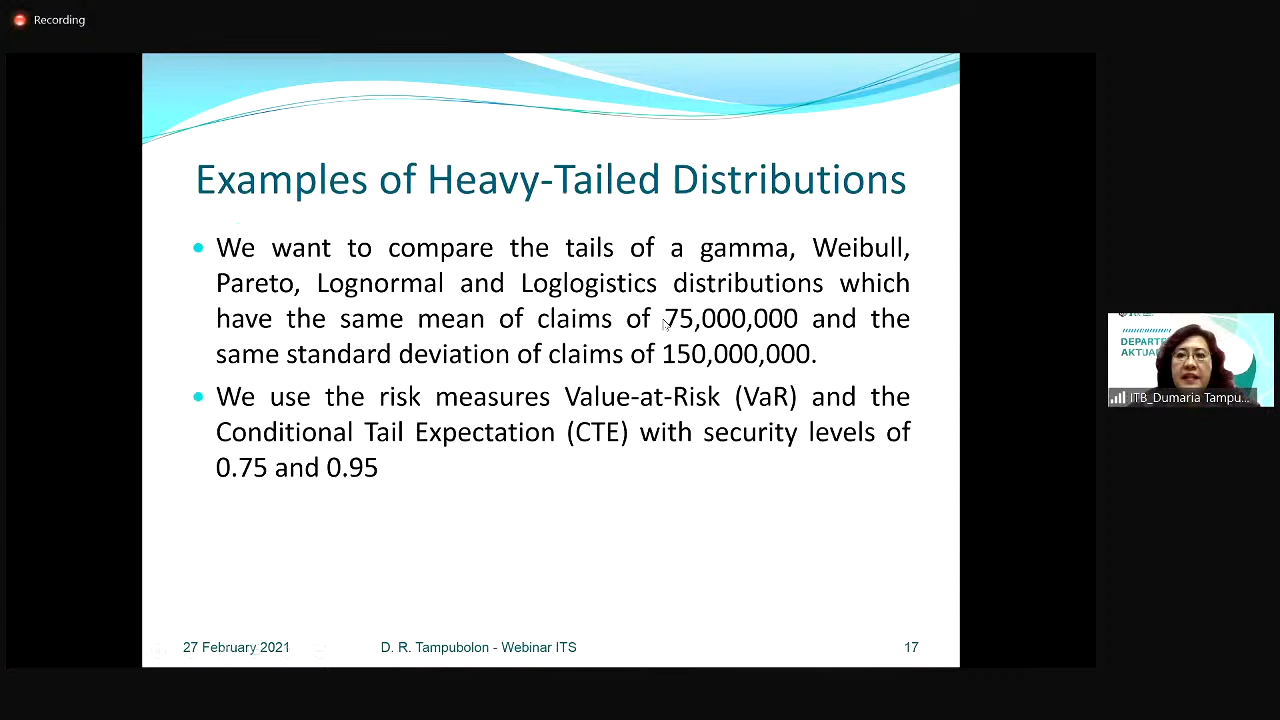 Recording
Examples of Heavy-Tailed Distributions
We want to compare the tails of a gamma, Weibull,
Pareto, Lognormal and Loglogistics distributions which
have the same mean of claims of 75,000,000 and the
same standard deviation of claims of 150,000,000.
We use the risk measures Value-at-Risk (VaR) and the
Conditional Tail Expectation (CTE) with security levels of
0.75 and 0.95
DEPARTE
AKTUA
ITB_Dumaria Tampu...
27 February 2021
D. R. Tampubolon - Webinar ITS
17